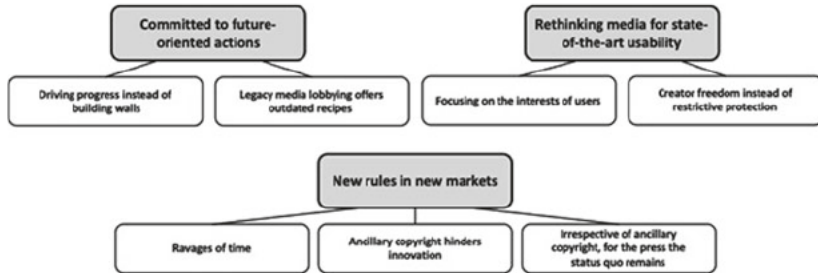 Committed to future-
oriented actions
Rethinking media for state-
of-the-art usability
Driving progress instead of
building walls
Legacy media lobbying offers
outdated recipes
Focusing on the interests of users
Creator freedom instead of
restrictive protection
New rules in new markets
Ravages of time
Ancillary copyright hinders
innovation
Irrespective of ancillary
copyright, for the press the
status quo remains